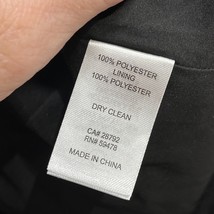 100% POLYESTER
LINING
100% POLYESTER
DRY CLEAN
CA# 28792
RN# 59478
MADE IN CHINA